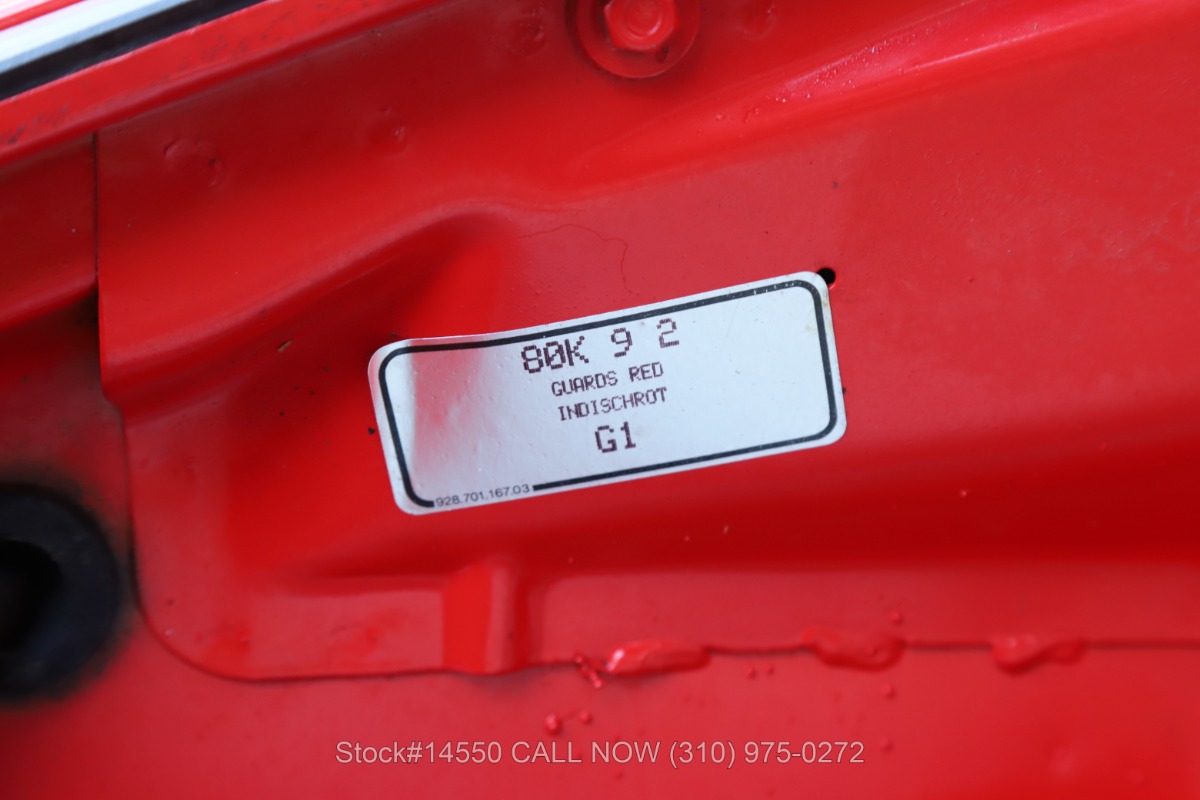 80K 9 2
GUARDS RED
INDISCHROT
G1
928.701.167.03
Stock#14550 CALL NOW (310) 975-0272